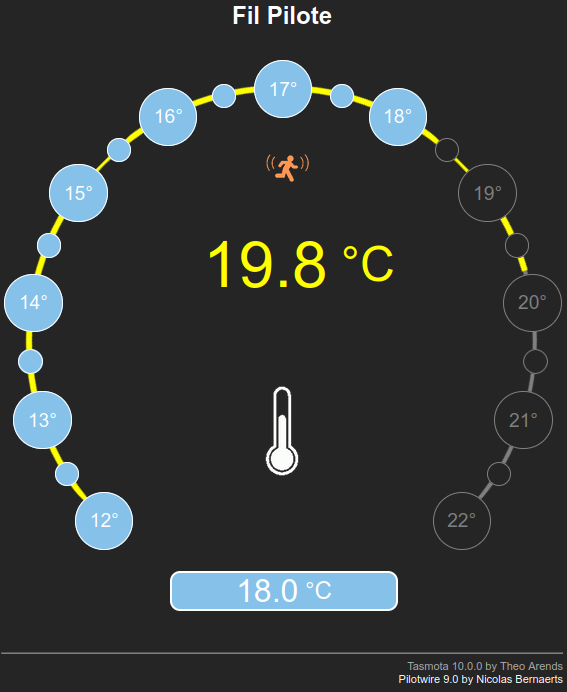 Fil Pilote
17°
16°
18°
15°
19°
19.8 °C
14°
20°
13°
21°
12°
22°
18.0 °C
Tasmota 10.0.0 by Theo Arends
Pilotwire 9.0 by Nicolas Bernaerts